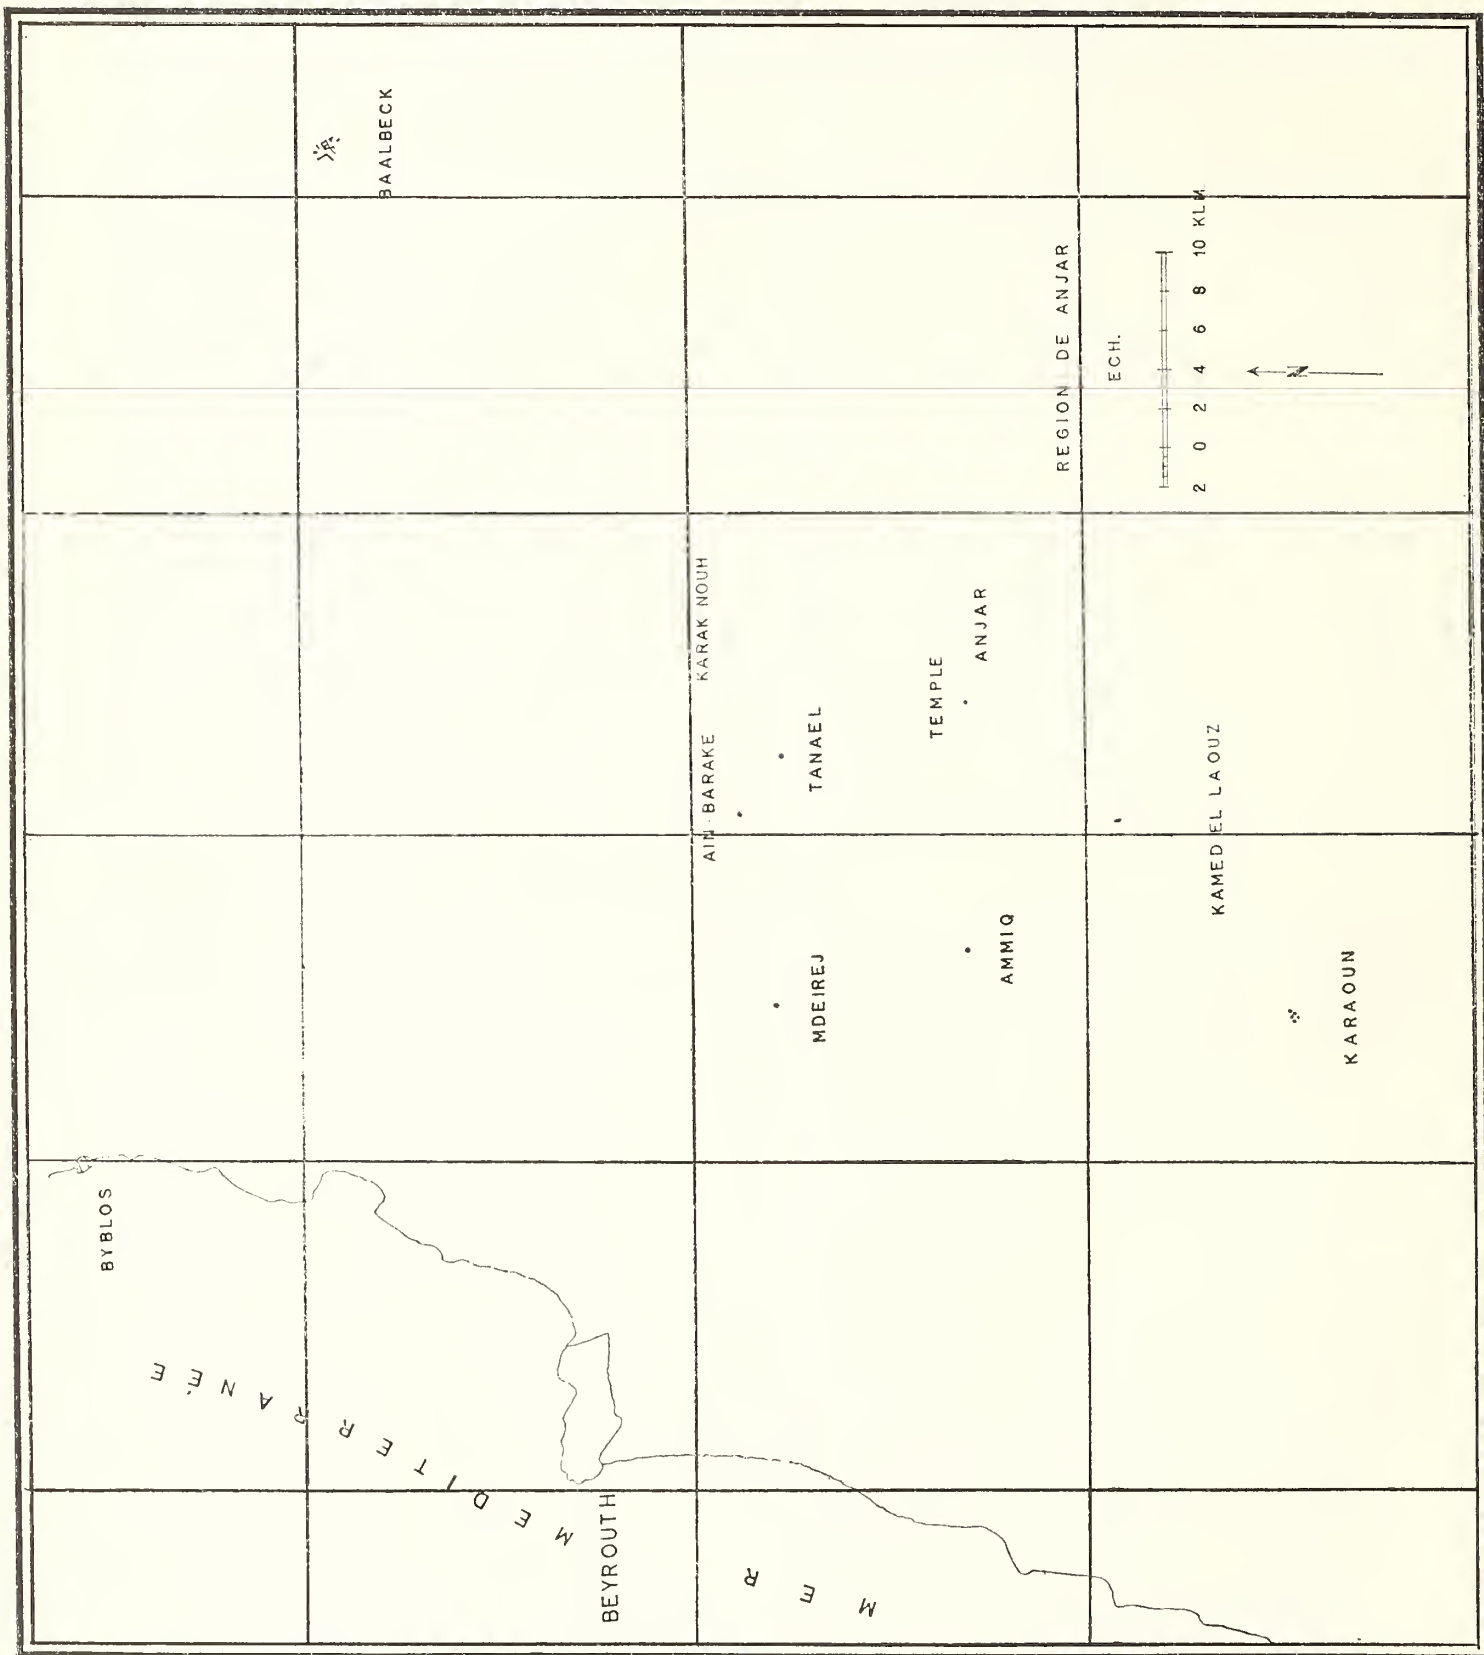 BYBLOS
MER MEDITERRANÉE
BEYROUTH
BAALBECK
AIN-BARAKE
KARAK NOUH
MDEIREJ
TANAEL
TEMPLE
ANJAR
AMMIQ
KAMED EL LAOUZ
KARAOUN
REGION DE ANJAR
ECH.
2 0 2 4 6 8 10 KLM
N